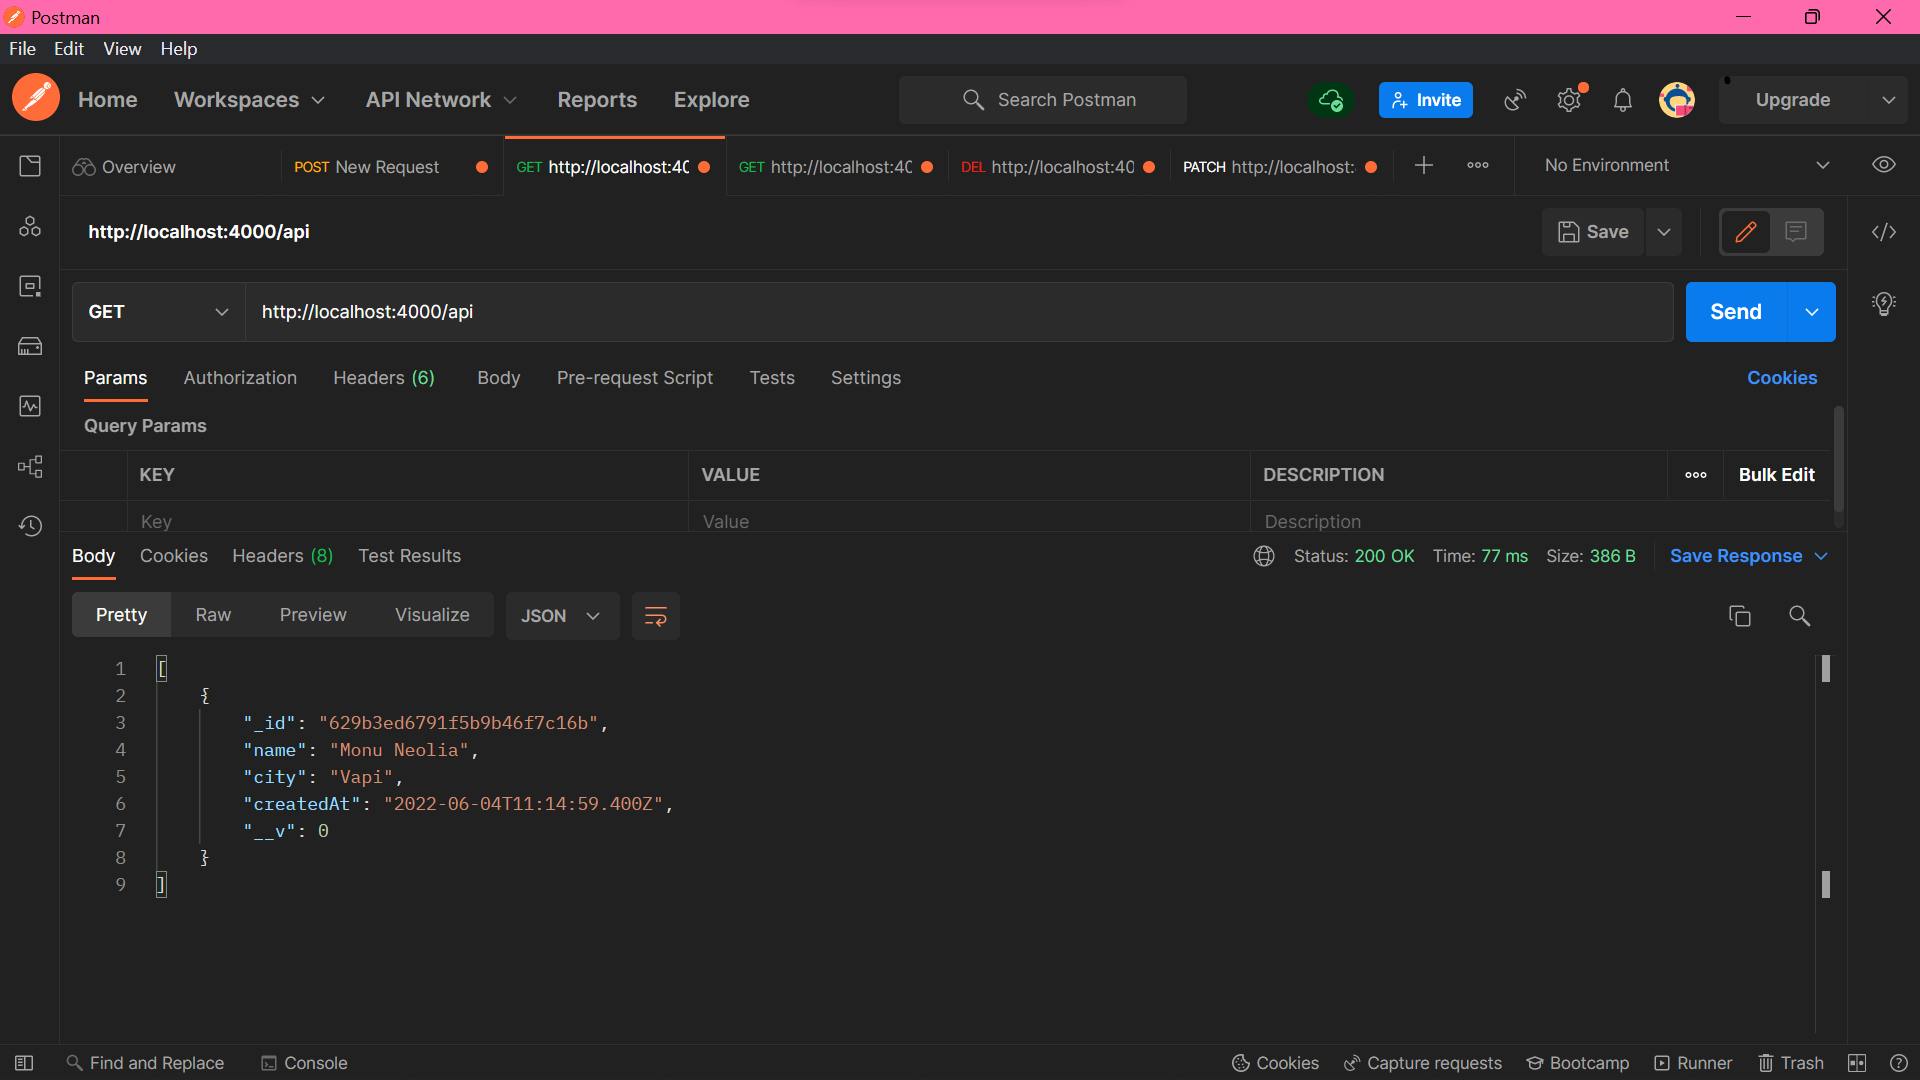 Postman
File Edit View Help
Home Workspaces API Network Reports Explore Search Postman Invite Upgrade
Overview POST New Request GET http://localhost:40 GET http://localhost:40 DEL http://localhost:40 PATCH http://localhost: No Environment
http://localhost:4000/api Save
GET http://localhost:4000/api Send
Params Authorization Headers (6) Body Pre-request Script Tests Settings Cookies
Query Params
KEY VALUE DESCRIPTION Bulk Edit
Key Value Description
Body Cookies Headers (8) Test Results Status: 200 OK Time: 77 ms Size: 386 B Save Response
Pretty Raw Preview Visualize JSON
1 [
2 {
3 "_id": "629b3ed6791f5b9b46f7c16b",
4 "name": "Monu Neolia",
5 "city": "Vapi",
6 "createdAt": "2022-06-04T11:14:59.400Z",
7 "__v": 0
8 }
9 ]
Find and Replace Console Cookies Capture requests Bootcamp Runner Trash